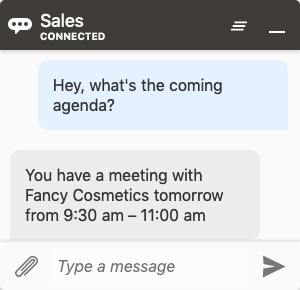 Sales
CONNECTED
Hey, what's the coming
agenda?
You have a meeting with
Fancy Cosmetics tomorrow
from 9:30 am – 11:00 am
Type a message